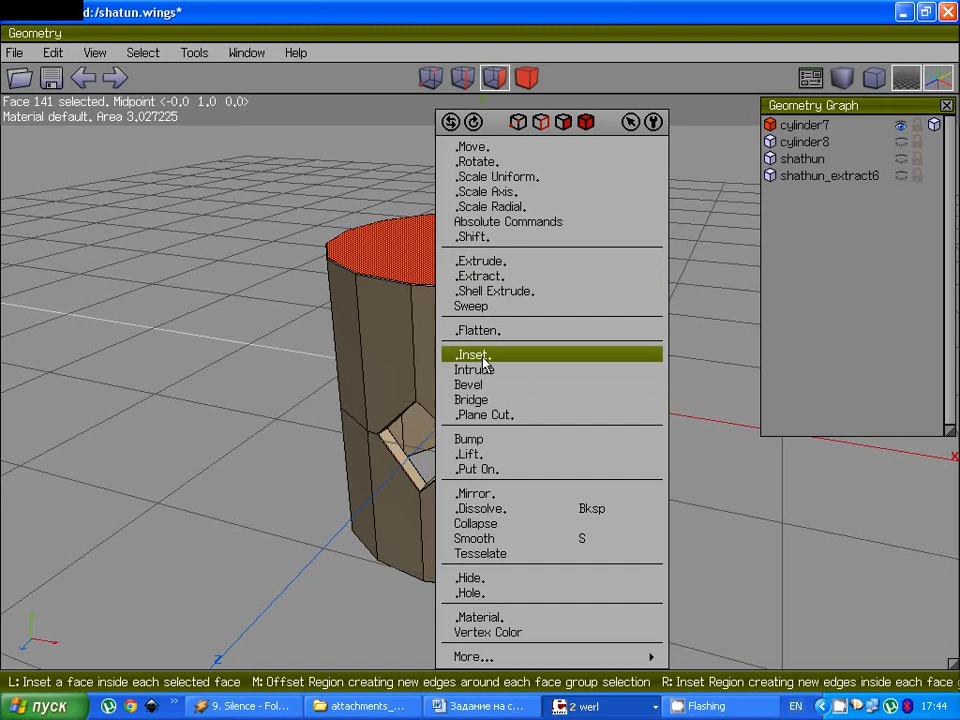 d:/shatun.wings*
Geometry
File Edit View Select Tools Window Help
Face 141 selected. Midpoint <-0.0 1.0 0.0>
Material default. Area 3.027225
Geometry Graph
cylinder7
cylinder8
shathun
shathun_extract6
.Move.
.Rotate.
.Scale Uniform.
.Scale Axis.
.Scale Radial.
Absolute Commands
.Shift.
.Extrude.
.Extract.
.Shell Extrude.
Sweep
.Flatten.
.Inset.
Intrude
Bevel
Bridge
.Plane Cut.
Bump
.Lift.
.Put On.
.Mirror.
.Dissolve. Bksp
Collapse
Smooth S
Tesselate
.Hide.
.Hole.
.Material.
Vertex Color
More...
X
Z
L: Inset a face inside each selected face M: Offset Region creating new edges around each face group selection R: Inset Region creating new edges inside each face g
пуск 9. Silence - Fol... attachments_... Задание на с... 2 werl Flashing EN 17:44